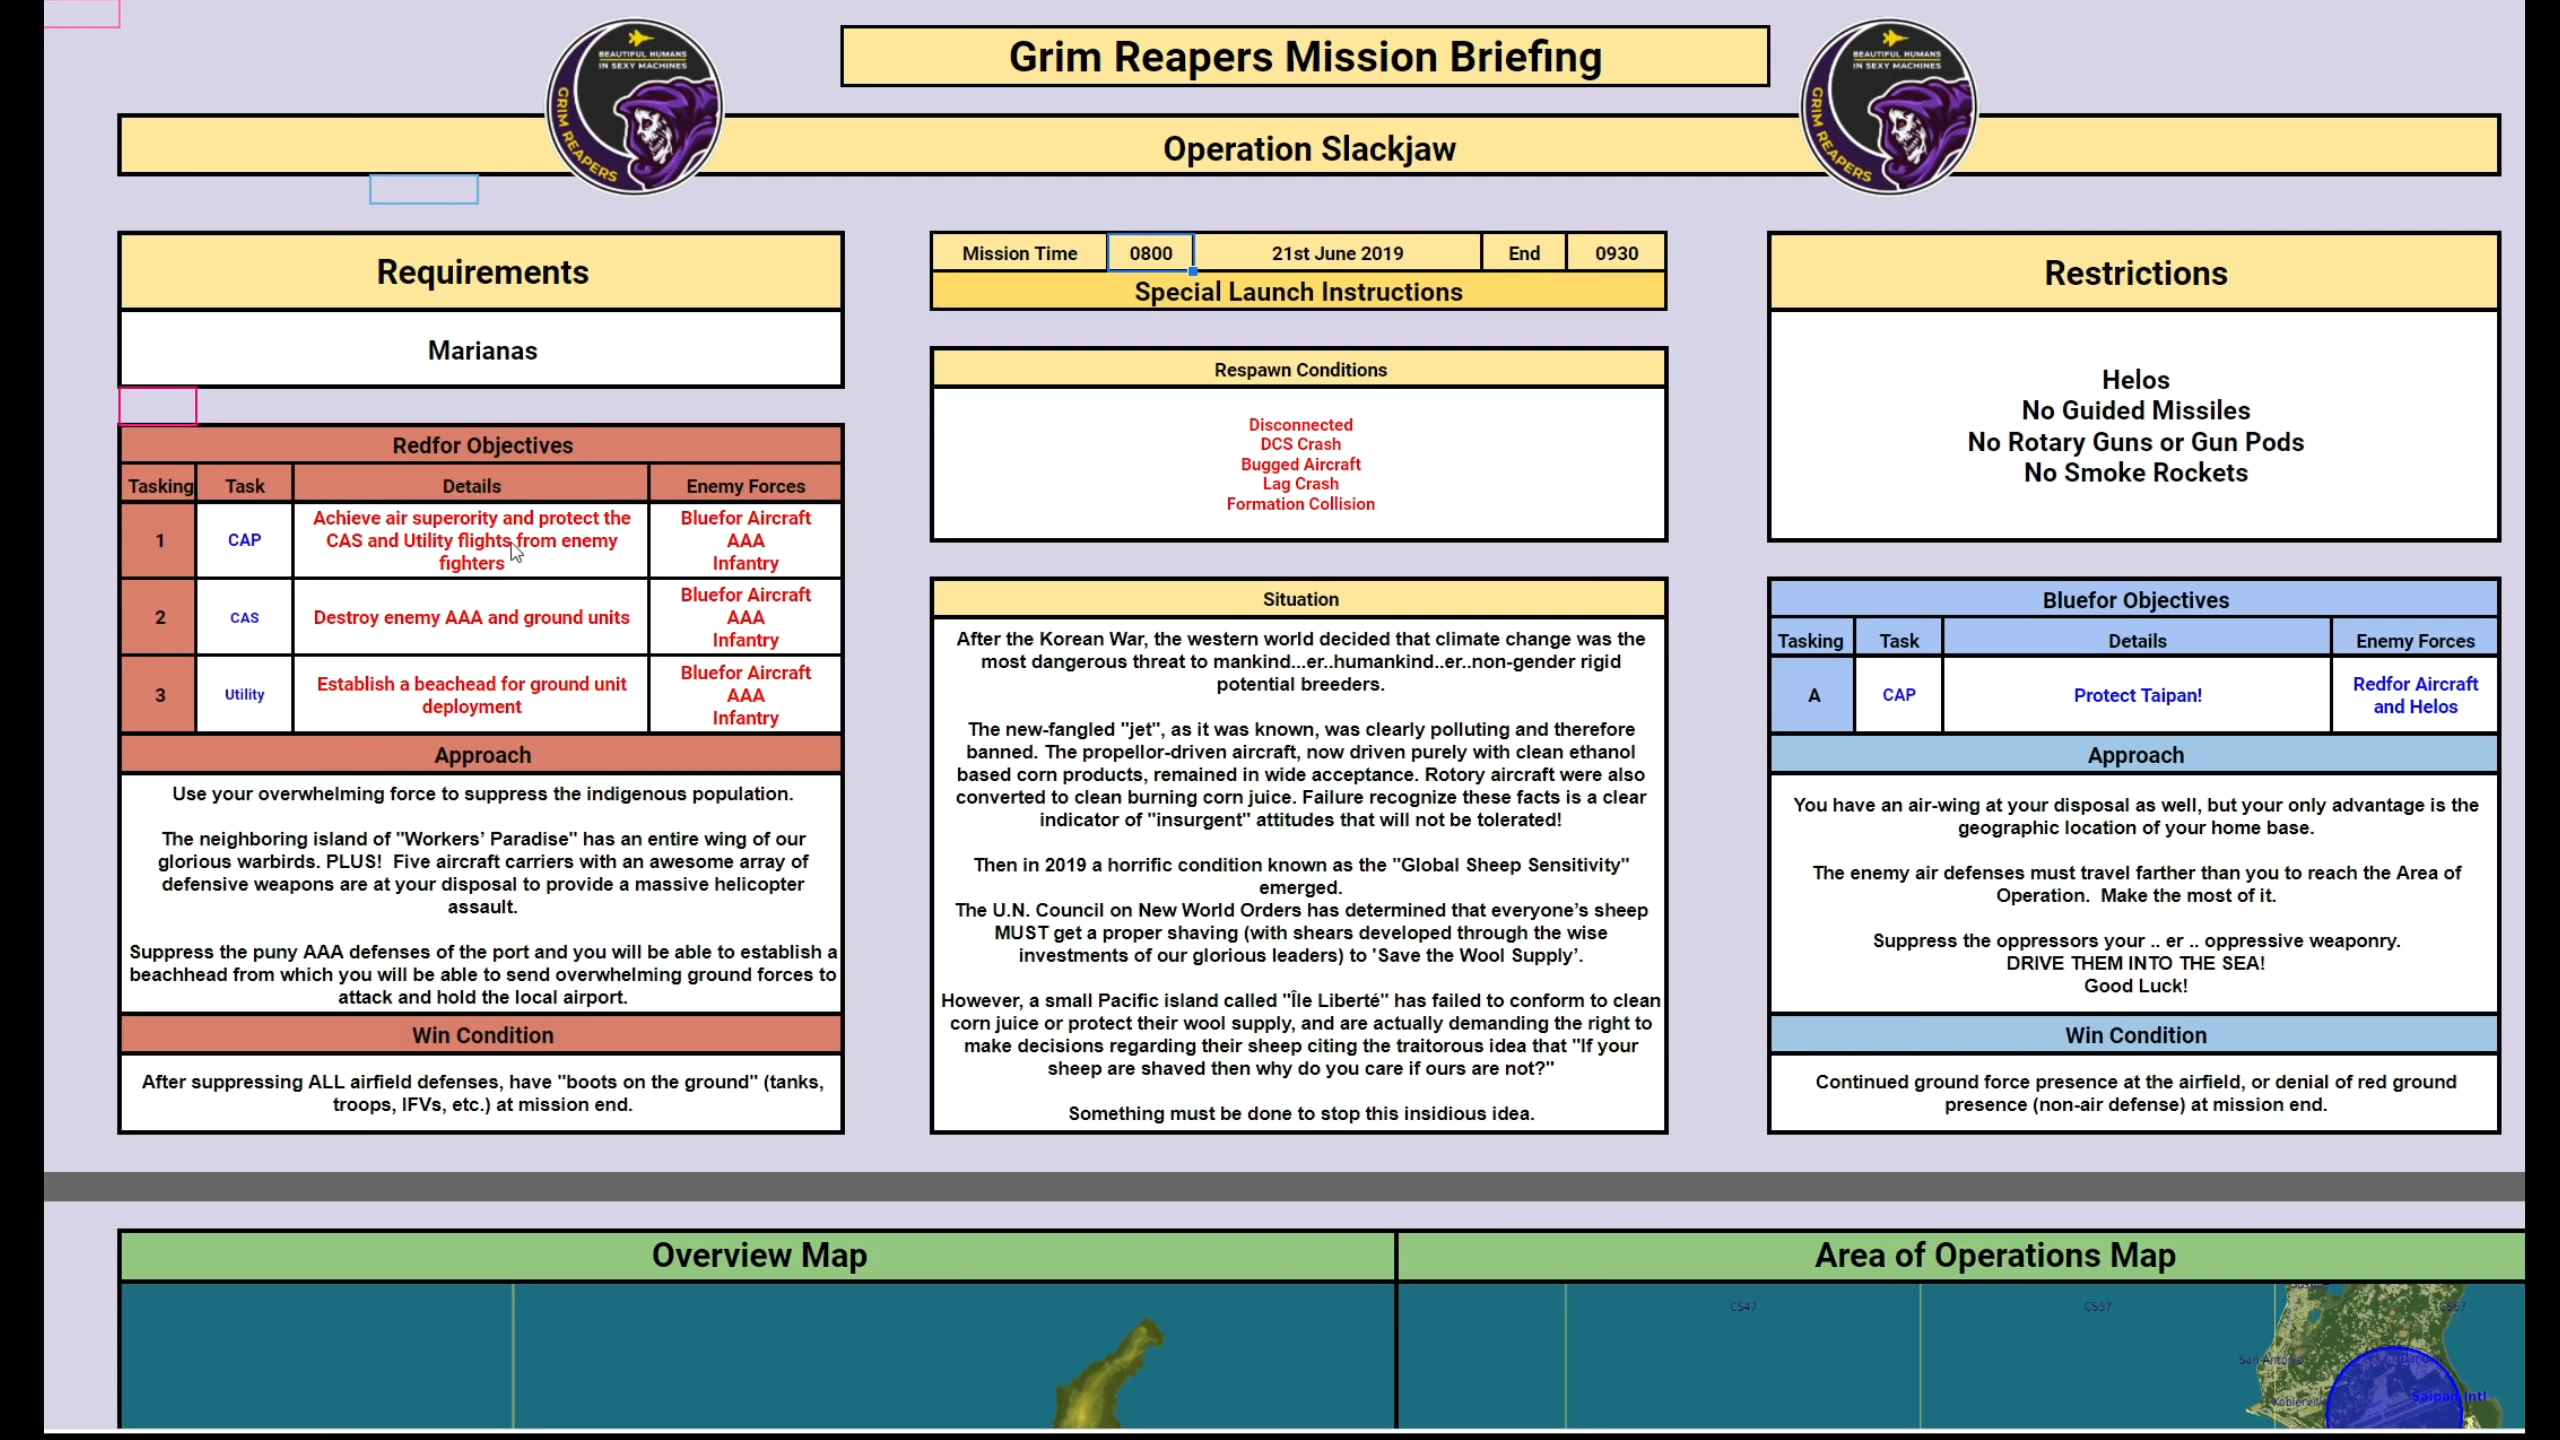 Grim Reapers Mission Briefing
BEAUTIFUL HUMANS
IN SEXY MACHINES
GRIM REAPERS
BEAUTIFUL HUMANS
IN SEXY MACHINES
GRIM REAPERS
Operation Slackjaw
Requirements
Marianas
Redfor Objectives
Tasking Task Details Enemy Forces
1 CAP
Achieve air superority and protect the
CAS and Utility flights from enemy
fighters
Bluefor Aircraft
AAA
Infantry
2 CAS
Destroy enemy AAA and ground units
Bluefor Aircraft
AAA
Infantry
3 Utility
Establish a beachead for ground unit
deployment
Bluefor Aircraft
AAA
Infantry
Approach
Use your overwhelming force to suppress the indigenous population.
The neighboring island of "Workers’ Paradise" has an entire wing of our
glorious warbirds. PLUS!  Five aircraft carriers with an awesome array of
defensive weapons are at your disposal to provide a massive helicopter
assault.
Suppress the puny AAA defenses of the port and you will be able to establish a
beachhead from which you will be able to send overwhelming ground forces to
attack and hold the local airport.
Win Condition
After suppressing ALL airfield defenses, have "boots on the ground" (tanks,
troops, IFVs, etc.) at mission end.
Mission Time 0800 21st June 2019 End 0930
Special Launch Instructions
Respawn Conditions
Disconnected
DCS Crash
Bugged Aircraft
Lag Crash
Formation Collision
Situation
After the Korean War, the western world decided that climate change was the
most dangerous threat to mankind...er..humankind..er..non-gender rigid
potential breeders.
The new-fangled "jet", as it was known, was clearly polluting and therefore
banned. The propellor-driven aircraft, now driven purely with clean ethanol
based corn products, remained in wide acceptance. Rotory aircraft were also
converted to clean burning corn juice. Failure recognize these facts is a clear
indicator of "insurgent" attitudes that will not be tolerated!
Then in 2019 a horrific condition known as the "Global Sheep Sensitivity"
emerged.
The U.N. Council on New World Orders has determined that everyone’s sheep
MUST get a proper shaving (with shears developed through the wise
investments of our glorious leaders) to 'Save the Wool Supply’.
However, a small Pacific island called "Île Liberté" has failed to conform to clean
corn juice or protect their wool supply, and are actually demanding the right to
make decisions regarding their sheep citing the traitorous idea that "If your
sheep are shaved then why do you care if ours are not?"
Something must be done to stop this insidious idea.
Restrictions
Helos
No Guided Missiles
No Rotary Guns or Gun Pods
No Smoke Rockets
Bluefor Objectives
Tasking Task Details Enemy Forces
A CAP Protect Taipan!
Redfor Aircraft
and Helos
Approach
You have an air-wing at your disposal as well, but your only advantage is the
geographic location of your home base.
The enemy air defenses must travel farther than you to reach the Area of
Operation.  Make the most of it.
Suppress the oppressors your .. er .. oppressive weaponry.
DRIVE THEM INTO THE SEA!
Good Luck!
Win Condition
Continued ground force presence at the airfield, or denial of red ground
presence (non-air defense) at mission end.
Overview Map
Area of Operations Map
CS47
CS57
CS67
San Antonio
Saipan Intl